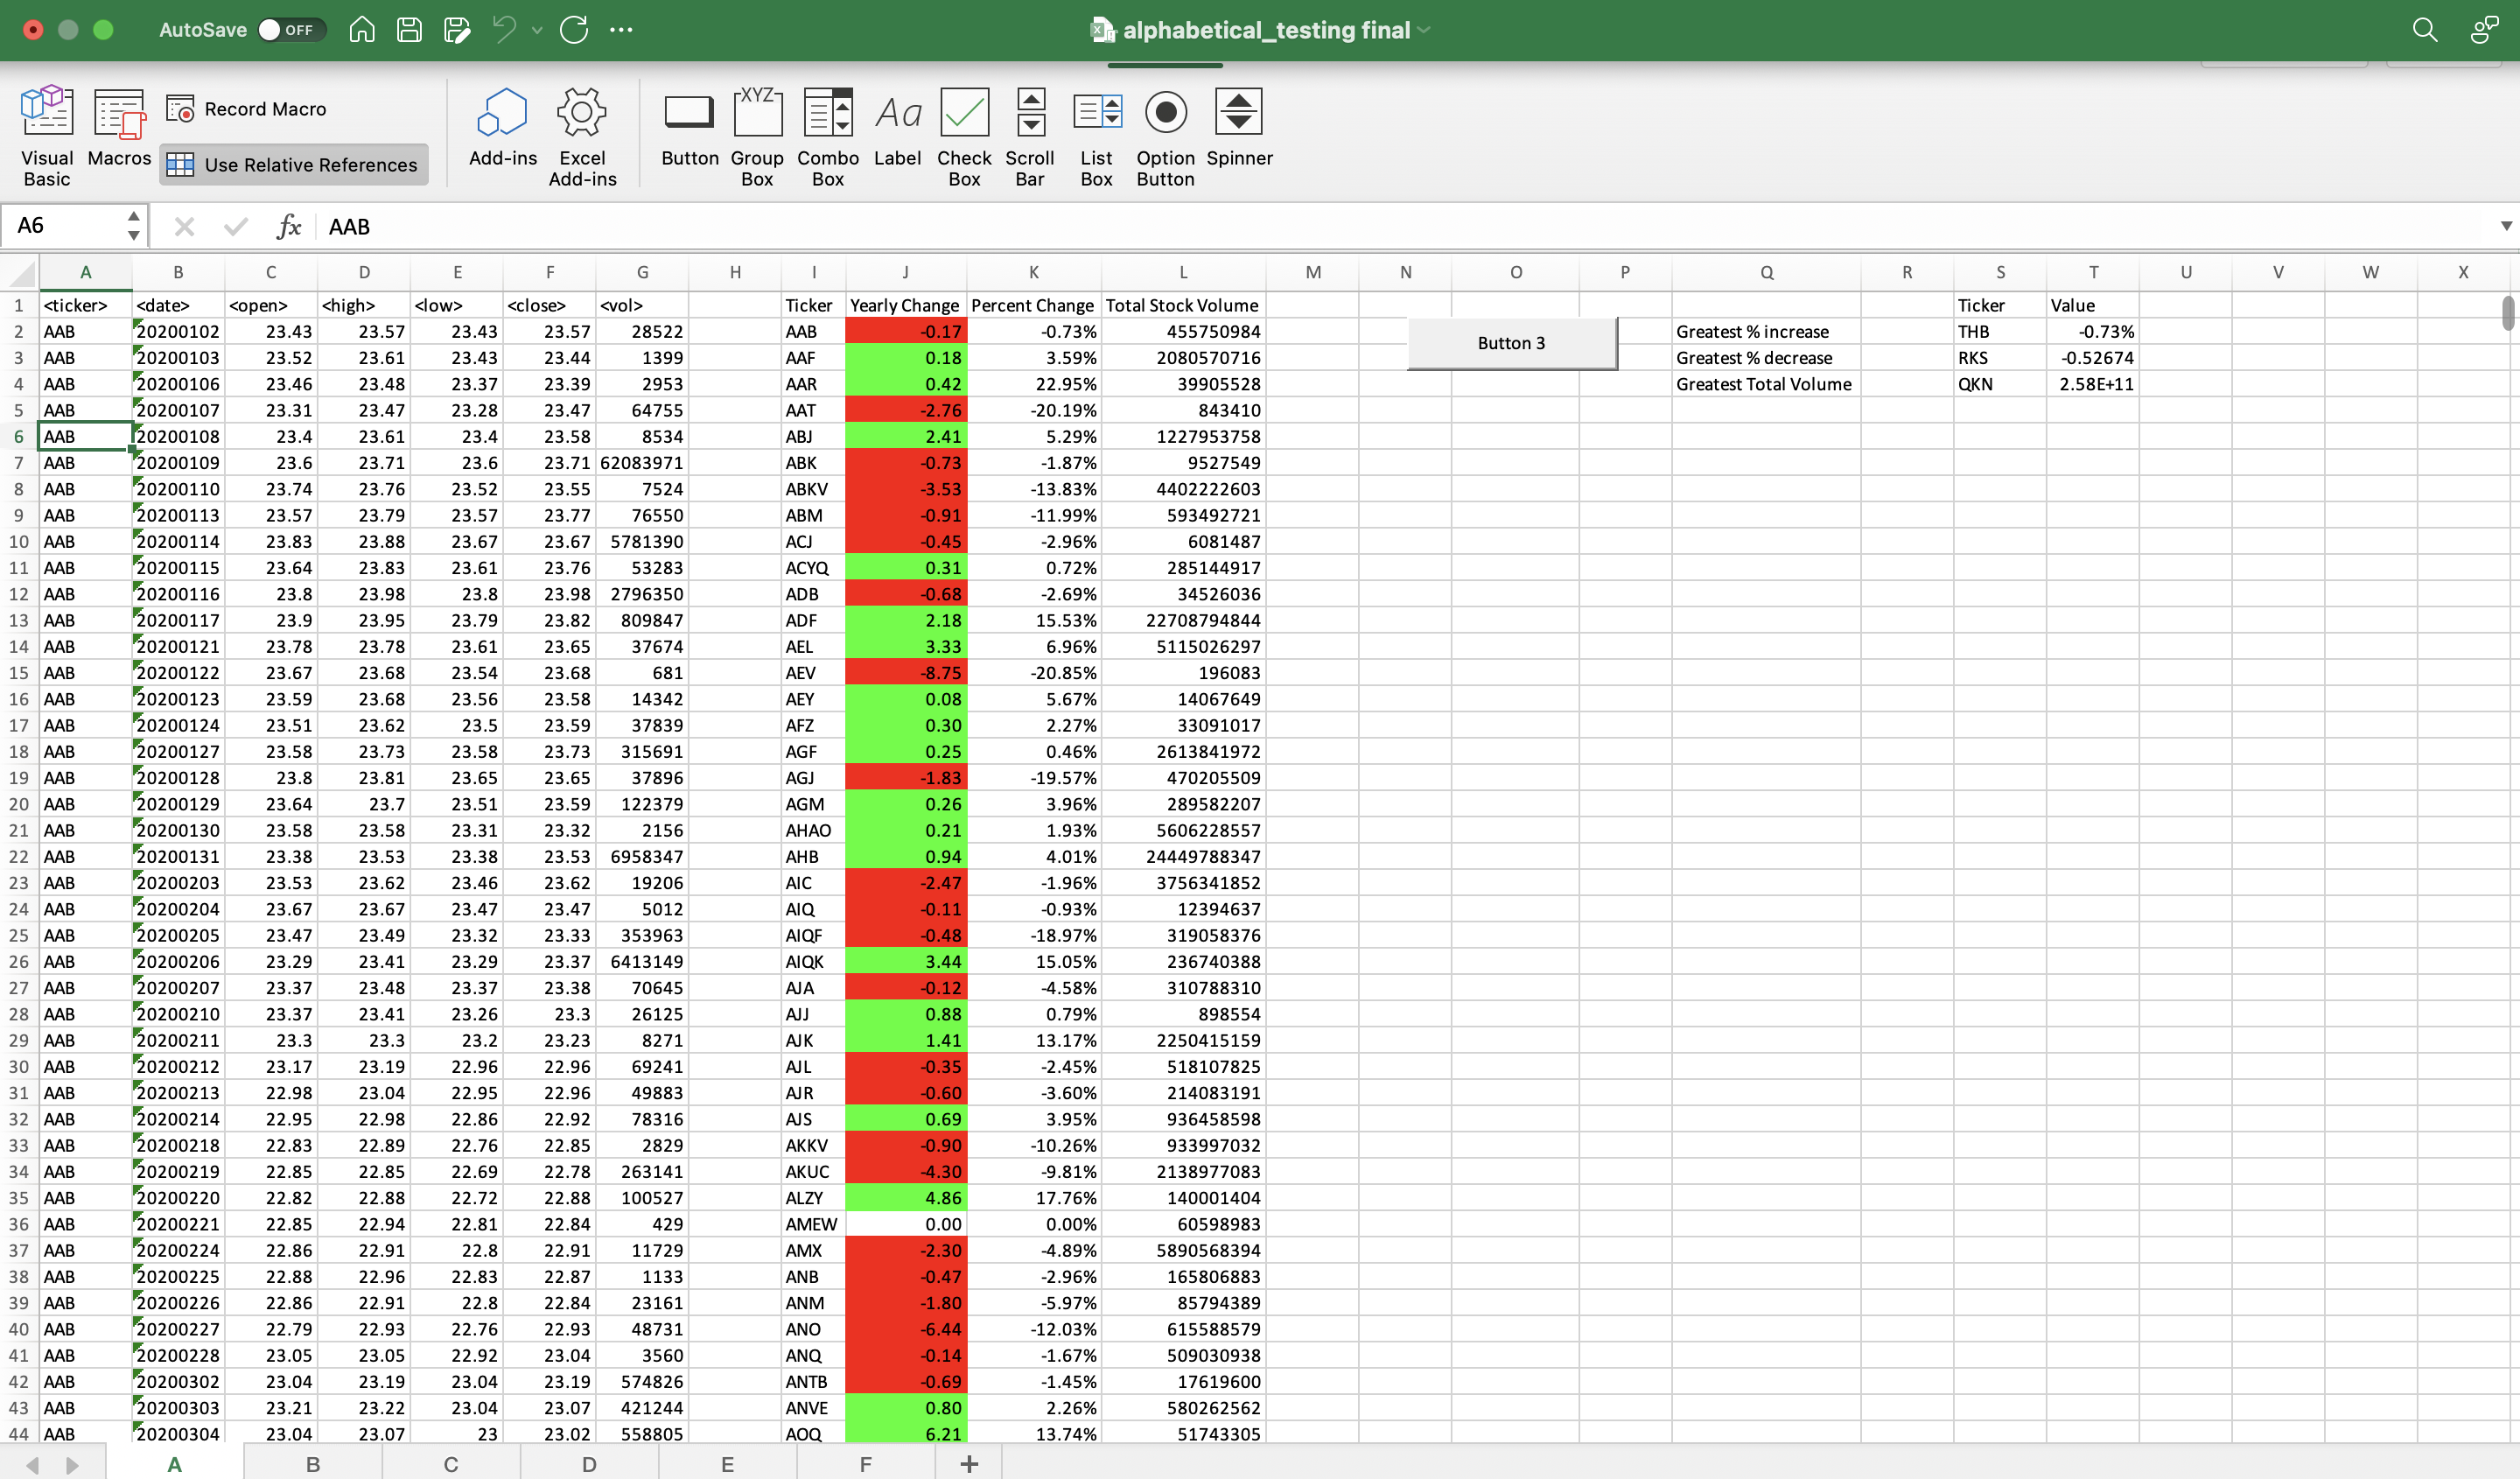 AutoSave OFF alphabetical_testing final
Visual Basic Macros Record Macro Use Relative References Add-ins Excel Add-ins Button Group Box Combo Box Label Check Box Scroll Bar List Box Option Button Spinner
XYZ Aa
A6 fx AAB
A B C D E F G H I J K L M N O P Q R S T U V W X
1 <ticker> <date> <open> <high> <low> <close> <vol> Ticker Yearly Change Percent Change Total Stock Volume Ticker Value
2 AAB 20200102 23.43 23.57 23.43 23.57 28522 AAB -0.17 -0.73% 455750984 Button 3 Greatest % increase THB -0.73%
3 AAB 20200103 23.52 23.61 23.43 23.44 1399 AAF 0.18 3.59% 2080570716 Greatest % decrease RKS -0.52674
4 AAB 20200106 23.46 23.48 23.37 23.39 2953 AAR 0.42 22.95% 39905528 Greatest Total Volume QKN 2.58E+11
5 AAB 20200107 23.31 23.47 23.28 23.47 64755 AAT -2.76 -20.19% 843410
6 AAB 20200108 23.4 23.61 23.4 23.58 8534 ABJ 2.41 5.29% 1227953758
7 AAB 20200109 23.6 23.71 23.6 23.71 62083971 ABK -0.73 -1.87% 9527549
8 AAB 20200110 23.74 23.76 23.52 23.55 7524 ABKV -3.53 -13.83% 4402222603
9 AAB 20200113 23.57 23.79 23.57 23.77 76550 ABM -0.91 -11.99% 593492721
10 AAB 20200114 23.83 23.88 23.67 23.67 5781390 ACJ -0.45 -2.96% 6081487
11 AAB 20200115 23.64 23.83 23.61 23.76 53283 ACYQ 0.31 0.72% 285144917
12 AAB 20200116 23.8 23.98 23.8 23.98 2796350 ADB -0.68 -2.69% 34526036
13 AAB 20200117 23.9 23.95 23.79 23.82 809847 ADF 2.18 15.53% 22708794844
14 AAB 20200121 23.78 23.78 23.61 23.65 37674 AEL 3.33 6.96% 5115026297
15 AAB 20200122 23.67 23.68 23.54 23.68 681 AEV -8.75 -20.85% 196083
16 AAB 20200123 23.59 23.68 23.56 23.58 14342 AEY 0.08 5.67% 14067649
17 AAB 20200124 23.51 23.62 23.5 23.59 37839 AFZ 0.30 2.27% 33091017
18 AAB 20200127 23.58 23.73 23.58 23.73 315691 AGF 0.25 0.46% 2613841972
19 AAB 20200128 23.8 23.81 23.65 23.65 37896 AGJ -1.83 -19.57% 470205509
20 AAB 20200129 23.64 23.7 23.51 23.59 122379 AGM 0.26 3.96% 289582207
21 AAB 20200130 23.58 23.58 23.31 23.32 2156 AHAO 0.21 1.93% 5606228557
22 AAB 20200131 23.38 23.53 23.38 23.53 6958347 AHB 0.94 4.01% 24449788347
23 AAB 20200203 23.53 23.62 23.46 23.62 19206 AIC -2.47 -1.96% 3756341852
24 AAB 20200204 23.67 23.67 23.47 23.47 5012 AIQ -0.11 -0.93% 12394637
25 AAB 20200205 23.47 23.49 23.32 23.33 353963 AIQF -0.48 -18.97% 319058376
26 AAB 20200206 23.29 23.41 23.29 23.37 6413149 AIQK 3.44 15.05% 236740388
27 AAB 20200207 23.37 23.48 23.37 23.38 70645 AJA -0.12 -4.58% 310788310
28 AAB 20200210 23.37 23.41 23.26 23.3 26125 AJJ 0.88 0.79% 898554
29 AAB 20200211 23.3 23.3 23.2 23.23 8271 AJK 1.41 13.17% 2250415159
30 AAB 20200212 23.17 23.19 22.96 22.96 69241 AJL -0.35 -2.45% 518107825
31 AAB 20200213 22.98 23.04 22.95 22.96 49883 AJR -0.60 -3.60% 214083191
32 AAB 20200214 22.95 22.98 22.86 22.92 78316 AJS 0.69 3.95% 936458598
33 AAB 20200218 22.83 22.89 22.76 22.85 2829 AKKV -0.90 -10.26% 933997032
34 AAB 20200219 22.85 22.85 22.69 22.78 263141 AKUC -4.30 -9.81% 2138977083
35 AAB 20200220 22.82 22.88 22.72 22.88 100527 ALZY 4.86 17.76% 140001404
36 AAB 20200221 22.85 22.94 22.81 22.84 429 AMEW 0.00 0.00% 60598983
37 AAB 20200224 22.86 22.91 22.8 22.91 11729 AMX -2.30 -4.89% 5890568394
38 AAB 20200225 22.88 22.96 22.83 22.87 1133 ANB -0.47 -2.96% 165806883
39 AAB 20200226 22.86 22.91 22.8 22.84 23161 ANM -1.80 -5.97% 85794389
40 AAB 20200227 22.79 22.93 22.76 22.93 48731 ANO -6.44 -12.03% 615588579
41 AAB 20200228 23.05 23.05 22.92 23.04 3560 ANQ -0.14 -1.67% 509030938
42 AAB 20200302 23.04 23.19 23.04 23.19 574826 ANTB -0.69 -1.45% 17619600
43 AAB 20200303 23.21 23.22 23.04 23.07 421244 ANVE 0.80 2.26% 580262562
44 AAB 20200304 23.04 23.07 23 23.02 558805 AOQ 6.21 13.74% 51743305
A B C D E F +